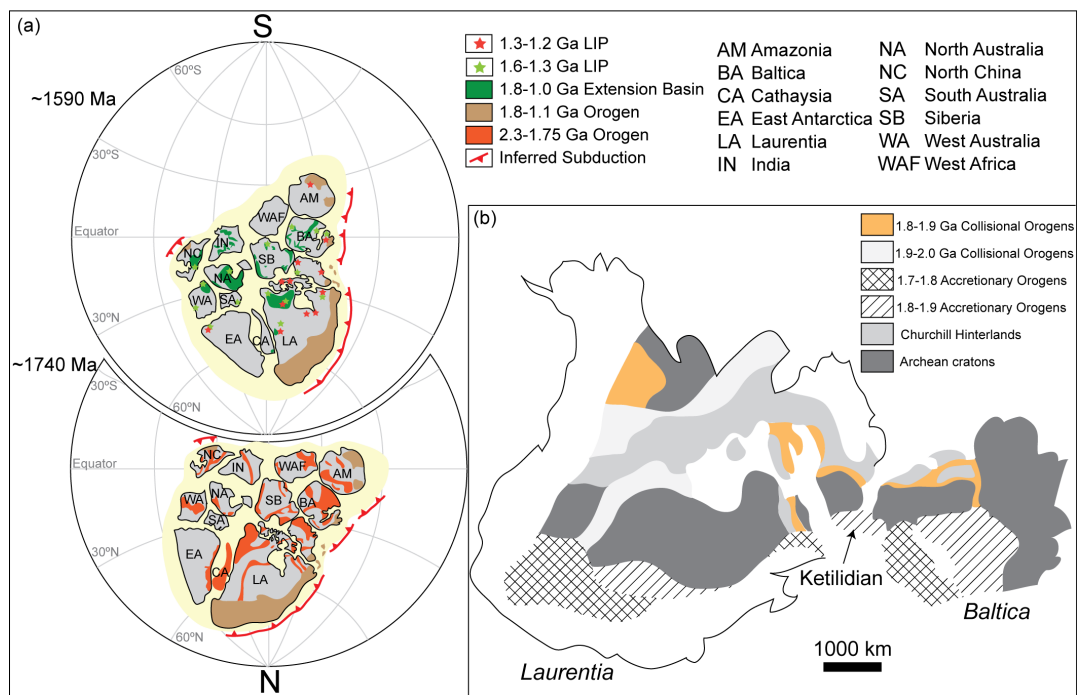 (a)
S
60ºS
~1590 Ma
30ºS
Equator
AM
WAF
BA
IN
NC
SB
NA
WA
SA
EA
CA
LA
~1740 Ma
30ºS
60ºN
Equator
NC
IN
WAF
AM
NA
WA
SB
BA
SA
30ºN
EA
CA
LA
60ºN
N
1.3-1.2 Ga LIP
1.6-1.3 Ga LIP
1.8-1.0 Ga Extension Basin
1.8-1.1 Ga Orogen
2.3-1.75 Ga Orogen
Inferred Subduction
AM Amazonia
BA Baltica
CA Cathaysia
EA East Antarctica
LA Laurentia
IN India
NA North Australia
NC North China
SA South Australia
SB Siberia
WA West Australia
WAF West Africa
(b)
1.8-1.9 Ga Collisional Orogens
1.9-2.0 Ga Collisional Orogens
1.7-1.8 Accretionary Orogens
1.8-1.9 Accretionary Orogens
Churchill Hinterlands
Archean cratons
Ketilidian
Baltica
1000 km
Laurentia